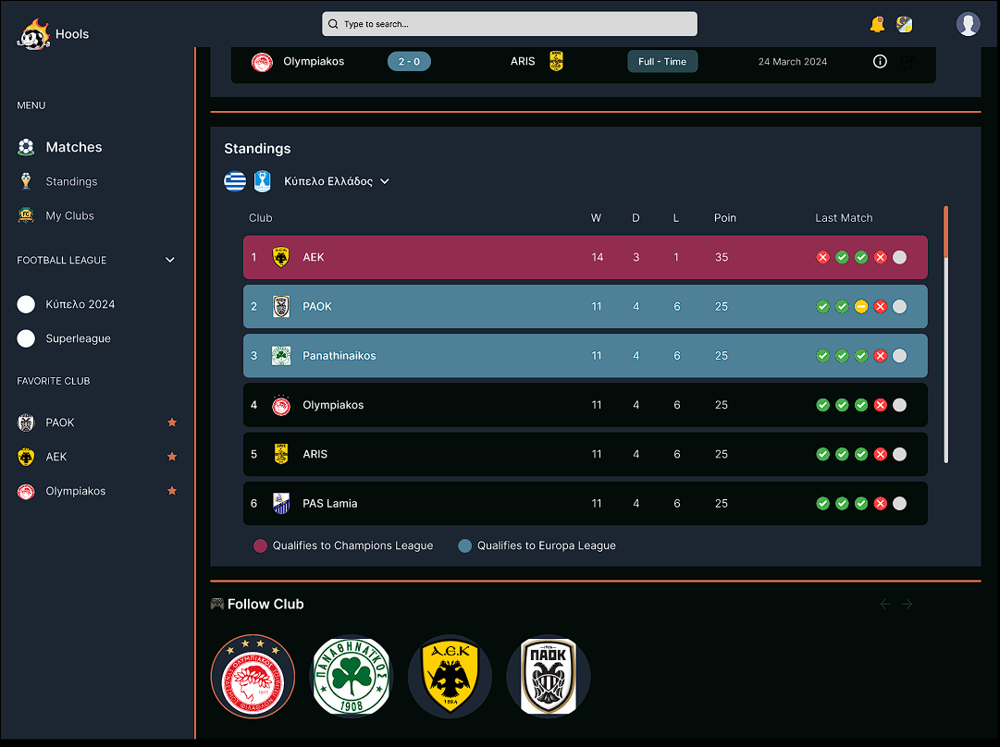 Hools
Type to search...
MENU
Matches
Standings
My Clubs
FOOTBALL LEAGUE
Κύπελο 2024
Superleague
FAVORITE CLUB
PAOK
AEK
Olympiakos
Olympiakos 2 - 0 ARIS Full - Time 24 March 2024
Standings
Κύπελο Ελλάδος
Club W D L Poin Last Match
1 AEK 14 3 1 35
2 PAOK 11 4 6 25
3 Panathinaikos 11 4 6 25
4 Olympiakos 11 4 6 25
5 ARIS 11 4 6 25
6 PAS Lamia 11 4 6 25
Qualifies to Champions League Qualifies to Europa League
Follow Club
ΠΑΝΑΘΗΝΑΪΚΟΣ
1908
Α.Ε.Κ
1924
ΠΑΟΚ